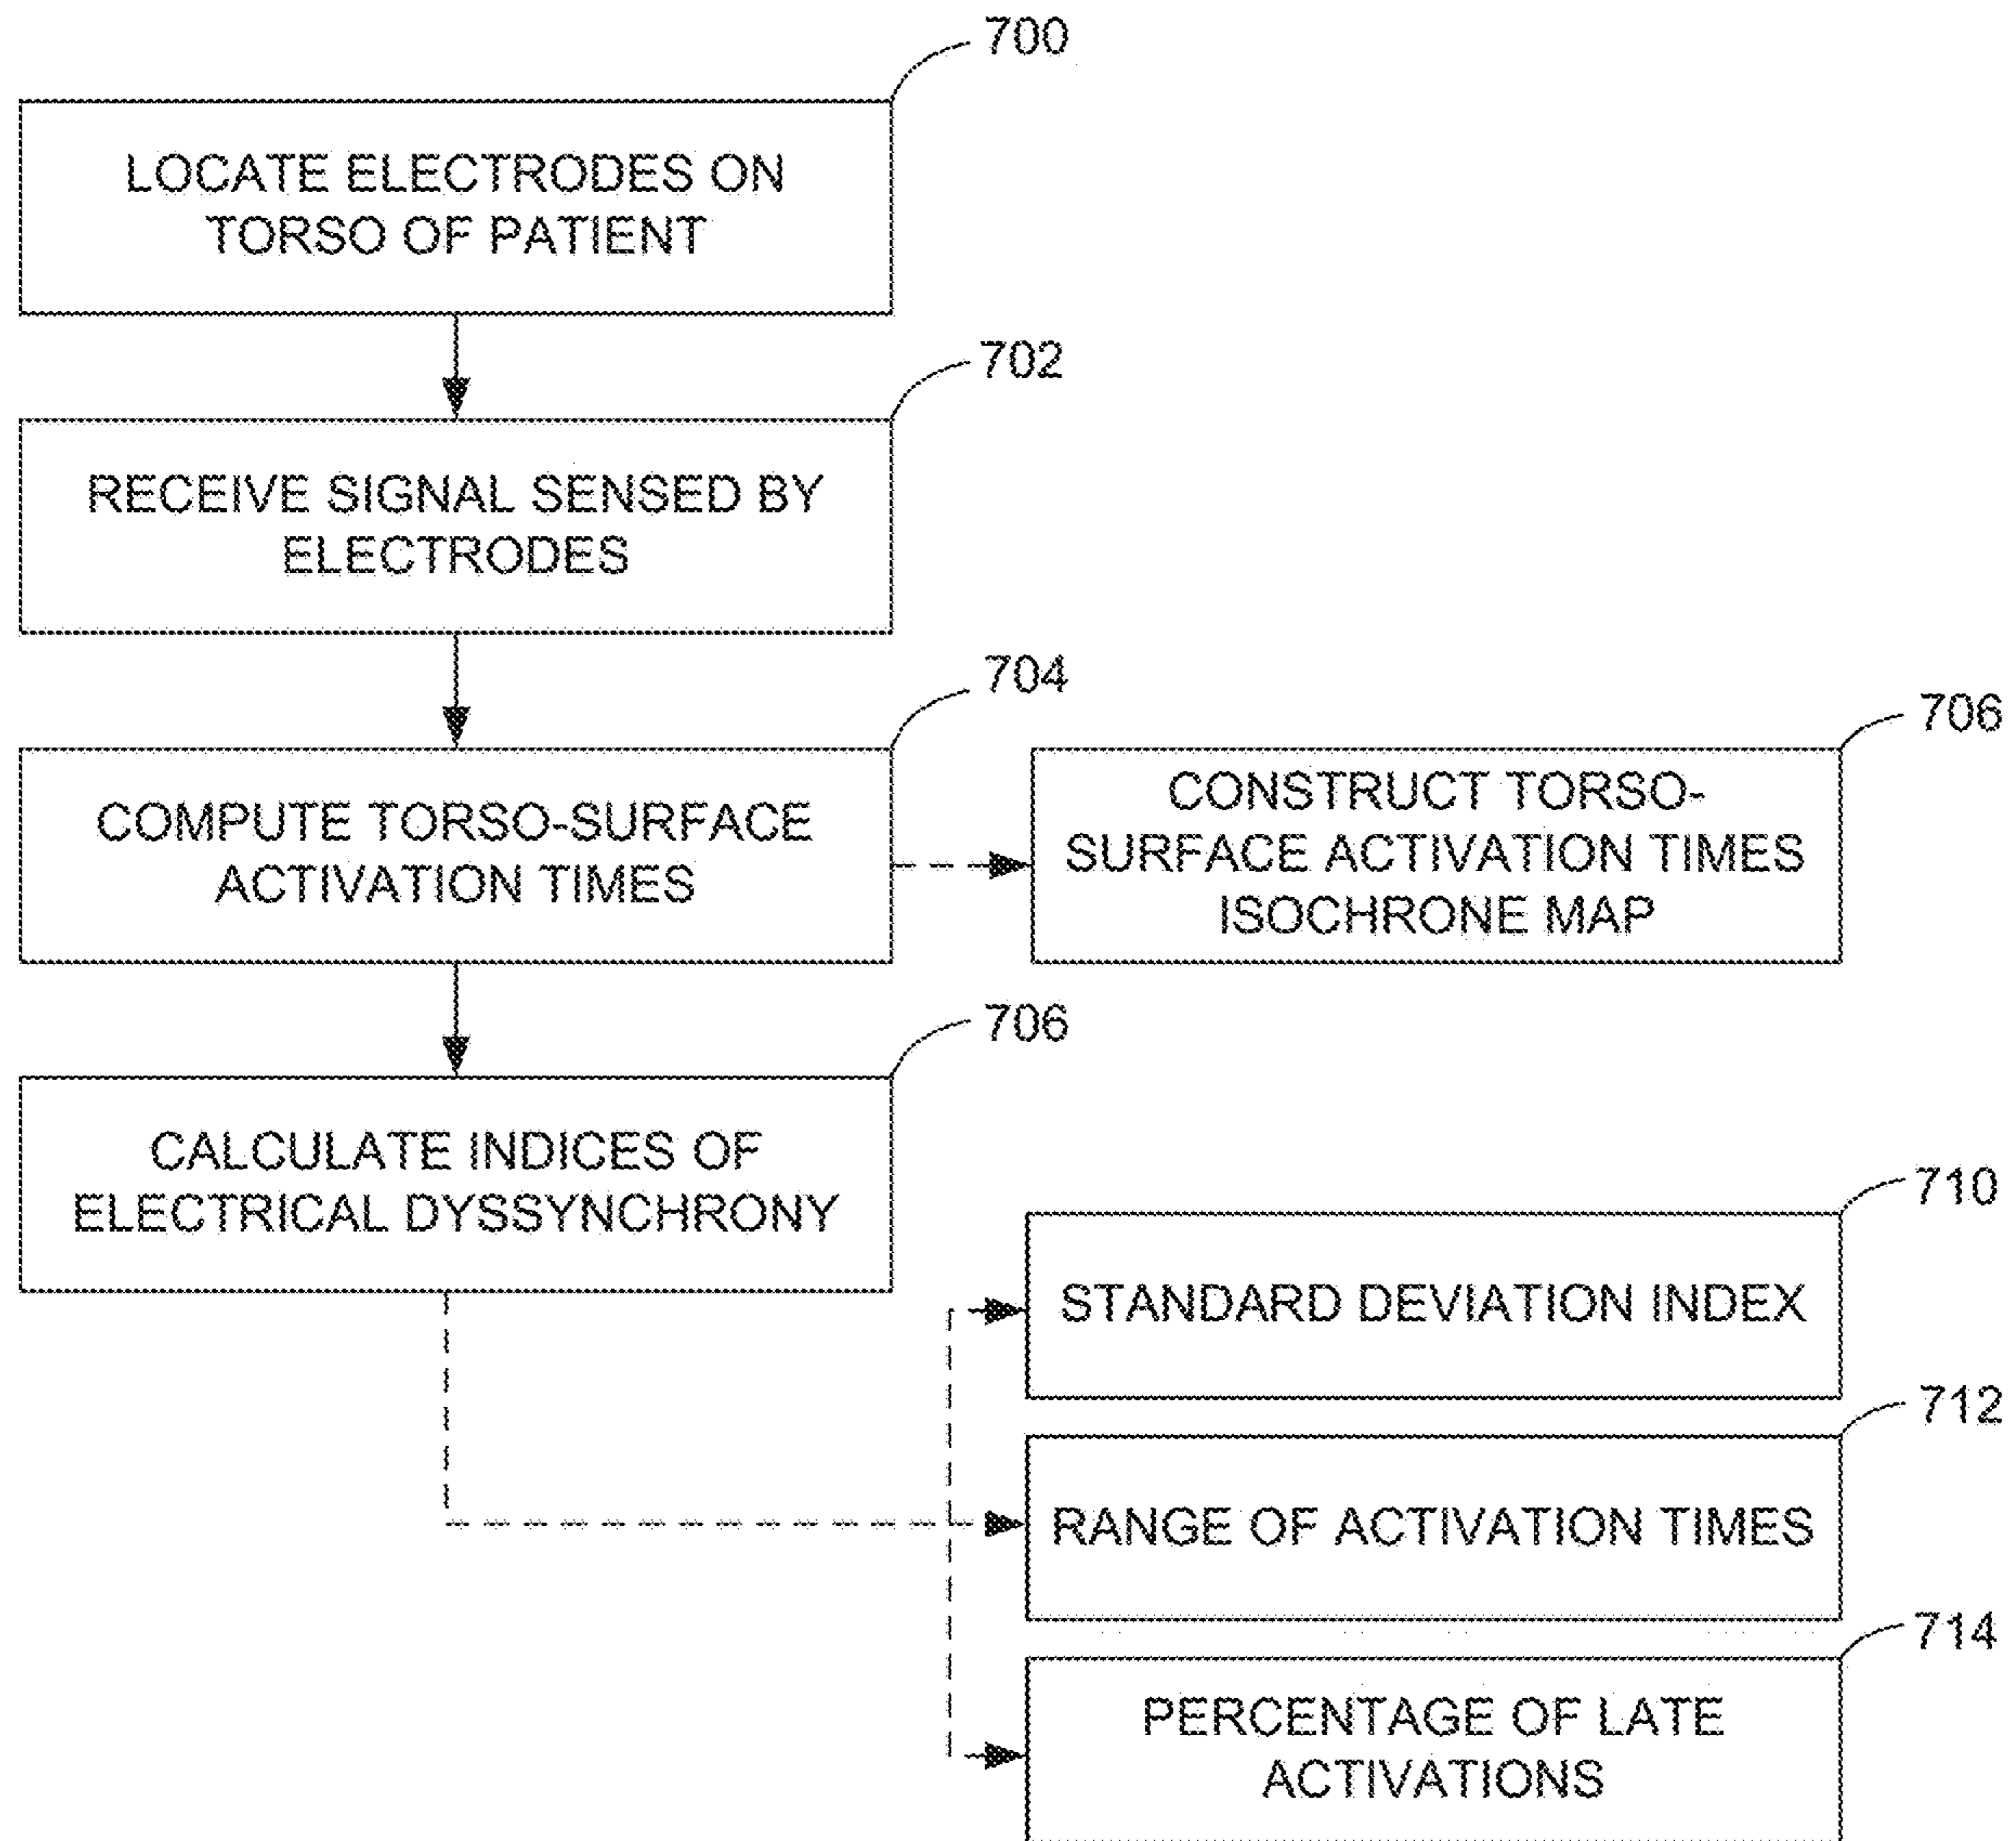 700
LOCATE ELECTRODES ON
TORSO OF PATIENT
702
RECEIVE SIGNAL SENSED BY
ELECTRODES
704
COMPUTE TORSO-SURFACE
ACTIVATION TIMES
706
CONSTRUCT TORSO-
SURFACE ACTIVATION TIMES
ISOCHRONE MAP
706
CALCULATE INDICES OF
ELECTRICAL DYSSYNCHRONY
710
STANDARD DEVIATION INDEX
712
RANGE OF ACTIVATION TIMES
714
PERCENTAGE OF LATE
ACTIVATIONS